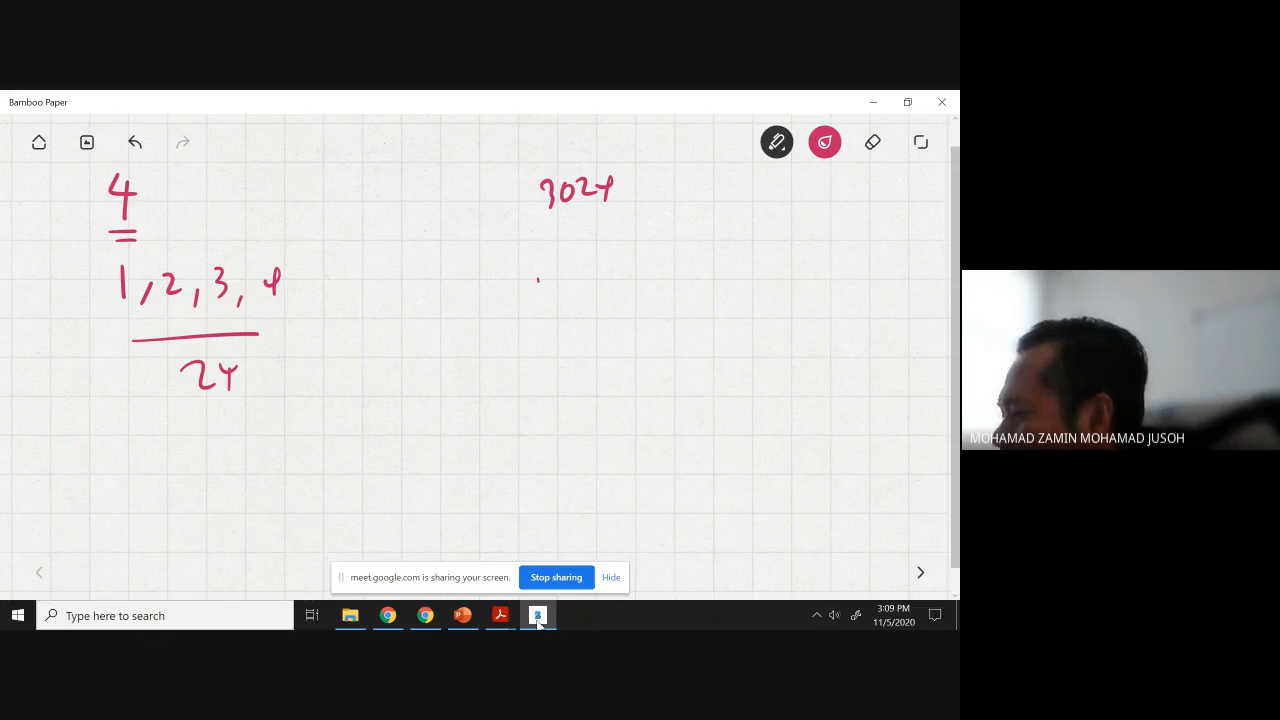 Bamboo Paper
4
3024
1, 2, 3, 4
24
MOHAMAD ZAMIN MOHAMAD JUSOH
meet.google.com is sharing your screen. Stop sharing Hide
Type here to search
3:09 PM
11/5/2020